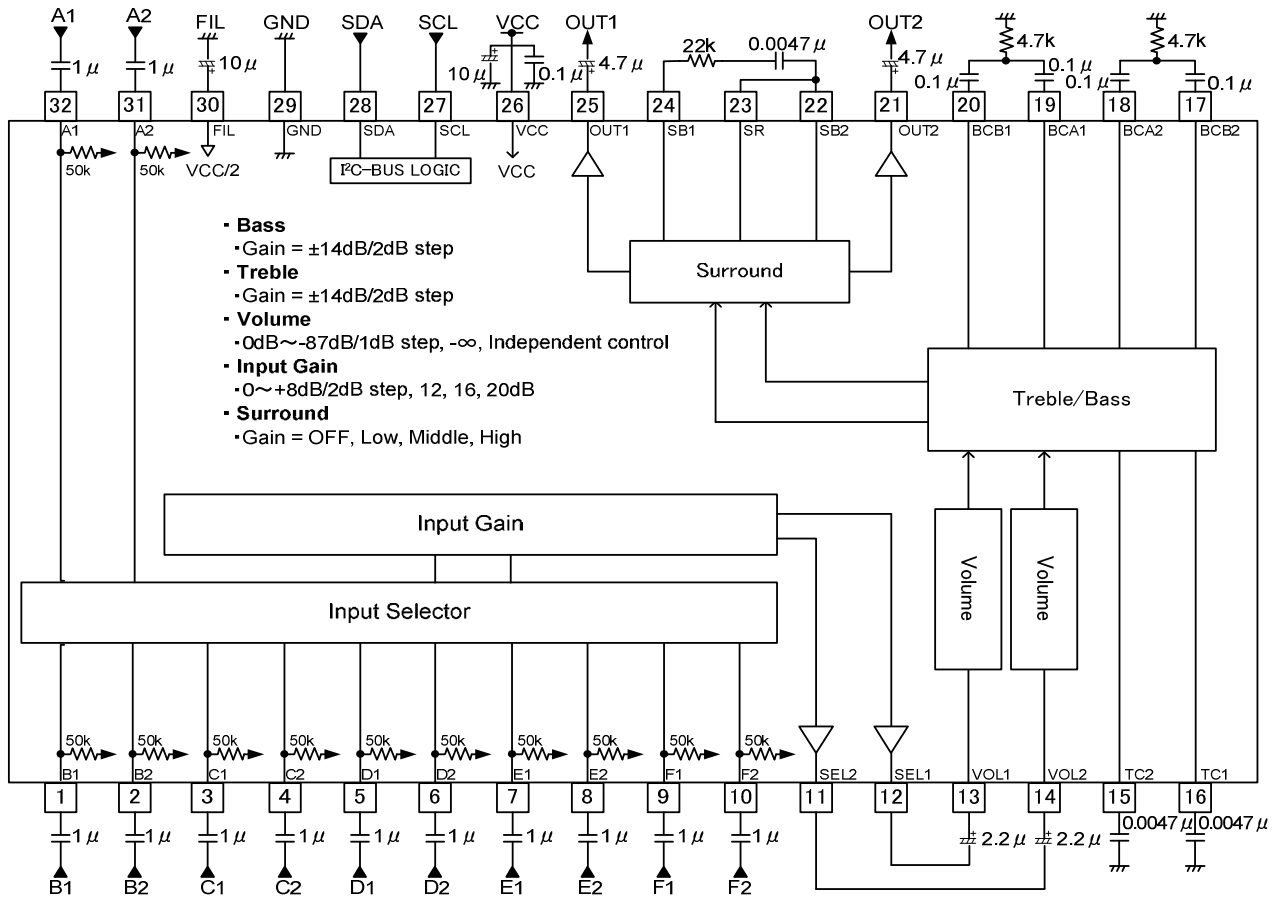 A1 A2 FIL GND SDA SCL VCC OUT1 OUT2
22k 0.0047μ 4.7k 4.7k
1μ 1μ 10μ 10μ 0.1μ 4.7μ 4.7μ 0.1μ 0.1μ 0.1μ 0.1μ
32 31 30 29 28 27 26 25 24 23 22 21 20 19 18 17
A1 A2 FIL GND SDA SCL VCC OUT1 SB1 SR SB2 OUT2 BCB1 BCA1 BCA2 BCB2
50k 50k VCC/2 I²C-BUS LOGIC VCC
· Bass
·Gain = ±14dB/2dB step
· Treble
·Gain = ±14dB/2dB step
· Volume
·0dB～-87dB/1dB step, -∞, Independent control
· Input Gain
·0～+8dB/2dB step, 12, 16, 20dB
· Surround
·Gain = OFF, Low, Middle, High
Surround
Treble/Bass
Input Gain
Volume
Volume
Input Selector
50k 50k 50k 50k 50k 50k 50k 50k 50k 50k
B1 B2 C1 C2 D1 D2 E1 E2 F1 F2 SEL2 SEL1 VOL1 VOL2 TC2 TC1
1 2 3 4 5 6 7 8 9 10 11 12 13 14 15 16
1μ 1μ 1μ 1μ 1μ 1μ 1μ 1μ 1μ 1μ 2.2μ 2.2μ 0.0047μ 0.0047μ
B1 B2 C1 C2 D1 D2 E1 E2 F1 F2